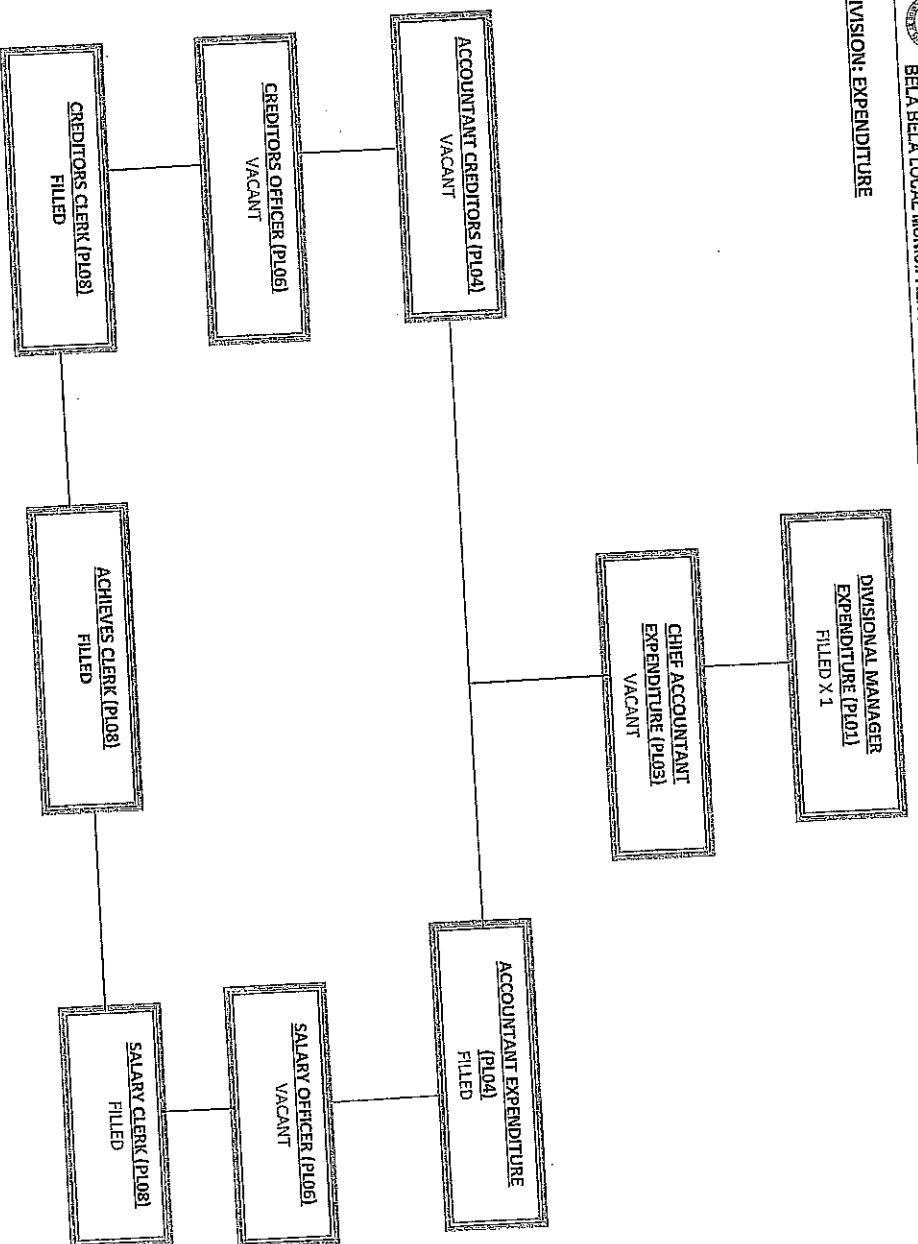 BELA BELA LOCAL
DIVISIONAL MANAGER
EXPENDITURE (PL01)
FILLED X 1
CHIEF ACCOUNTANT
EXPENDITURE (PL03)
VACANT
ACCOUNTANT CREDITORS (PL04)
VACANT
ACCOUNTANT EXPENDITURE
(PL04)
FILLED
CREDITORS OFFICER (PL06)
VACANT
SALARY OFFICER (PL06)
VACANT
CREDITORS CLERK (PL08)
FILLED
ACHIEVES CLERK (PL08)
FILLED
SALARY CLERK (PL08)
FILLED
IVISION: EXPENDITURE